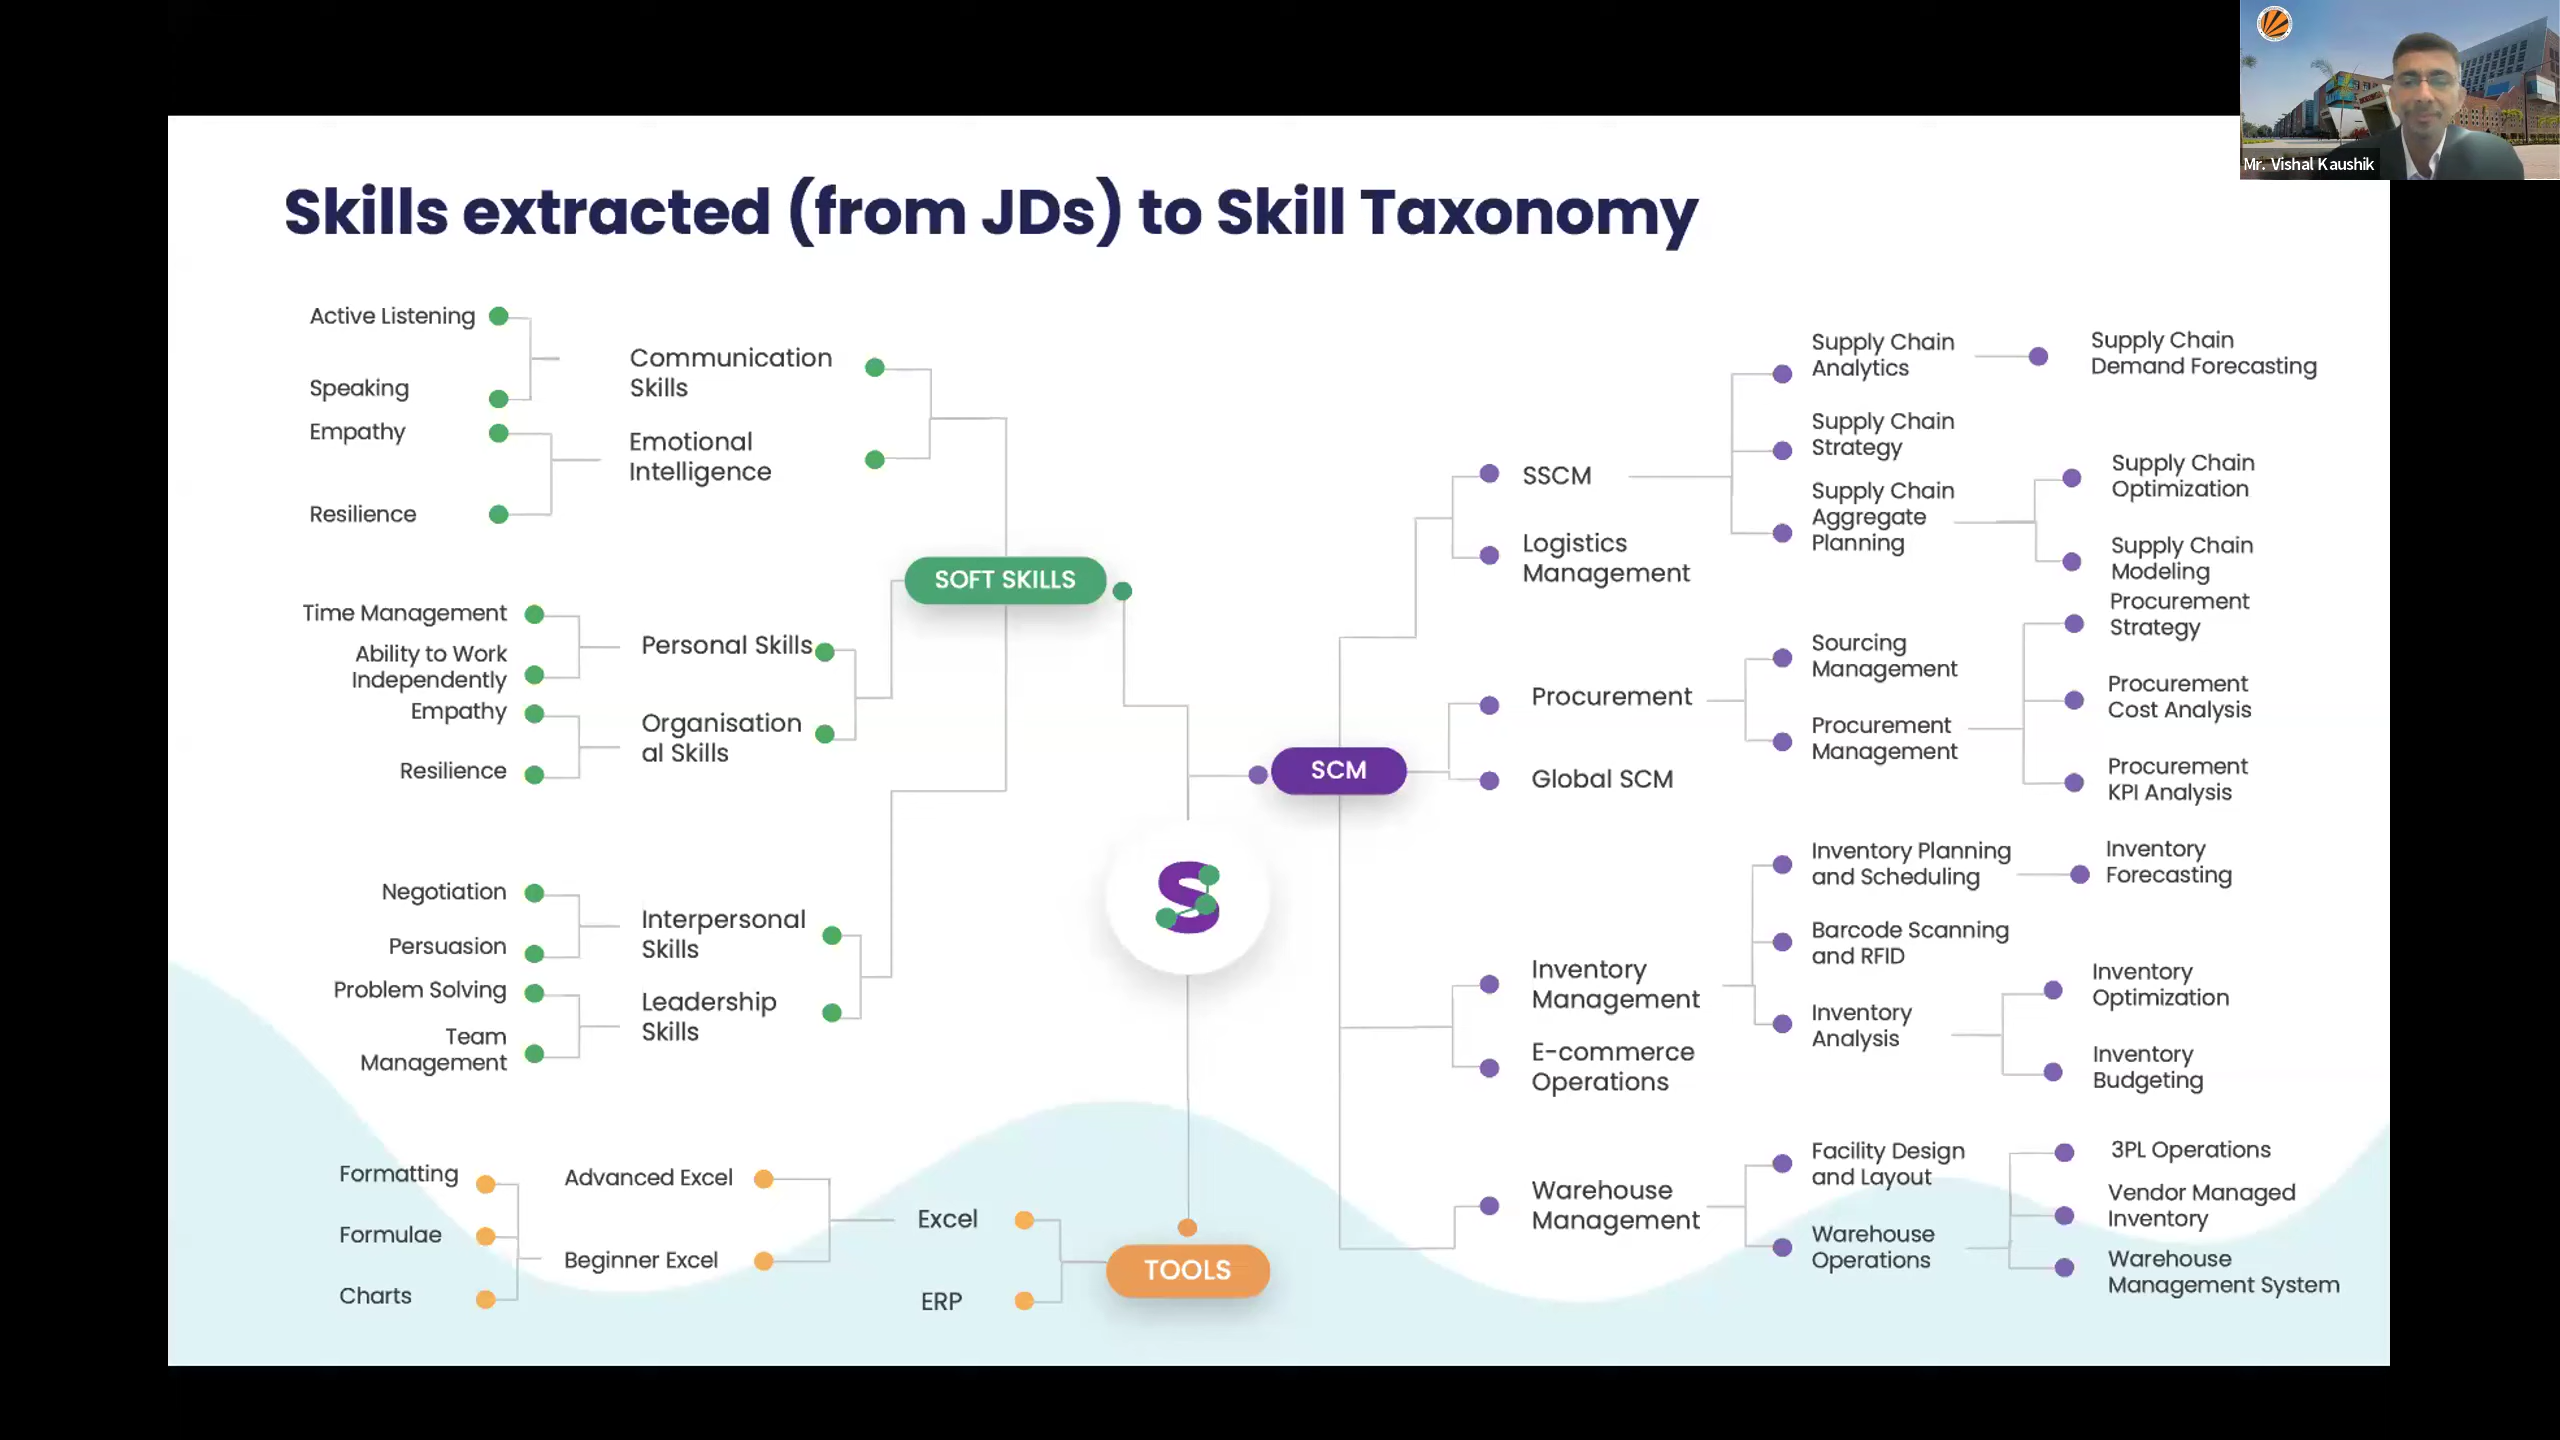 Mr. Vishal Kaushik
Skills extracted (from JDs) to Skill Taxonomy
Active Listening
Speaking
Empathy
Resilience
Communication
Skills
Emotional
Intelligence
SOFT SKILLS
Time Management
Ability to Work
Independently
Empathy
Resilience
Personal Skills
Organisation
al Skills
Negotiation
Persuasion
Problem Solving
Team
Management
Interpersonal
Skills
Leadership
Skills
Formatting
Formulae
Charts
Advanced Excel
Beginner Excel
Excel
ERP
TOOLS
S
SCM
SSCM
Logistics
Management
Supply Chain
Analytics
Supply Chain
Strategy
Supply Chain
Aggregate
Planning
Supply Chain
Demand Forecasting
Supply Chain
Optimization
Supply Chain
Modeling
Procurement
Global SCM
Sourcing
Management
Procurement
Management
Procurement
Strategy
Procurement
Cost Analysis
Procurement
KPI Analysis
Inventory
Management
E-commerce
Operations
Inventory Planning
and Scheduling
Barcode Scanning
and RFID
Inventory
Analysis
Inventory
Forecasting
Inventory
Optimization
Inventory
Budgeting
Warehouse
Management
Facility Design
and Layout
Warehouse
Operations
3PL Operations
Vendor Managed
Inventory
Warehouse
Management System